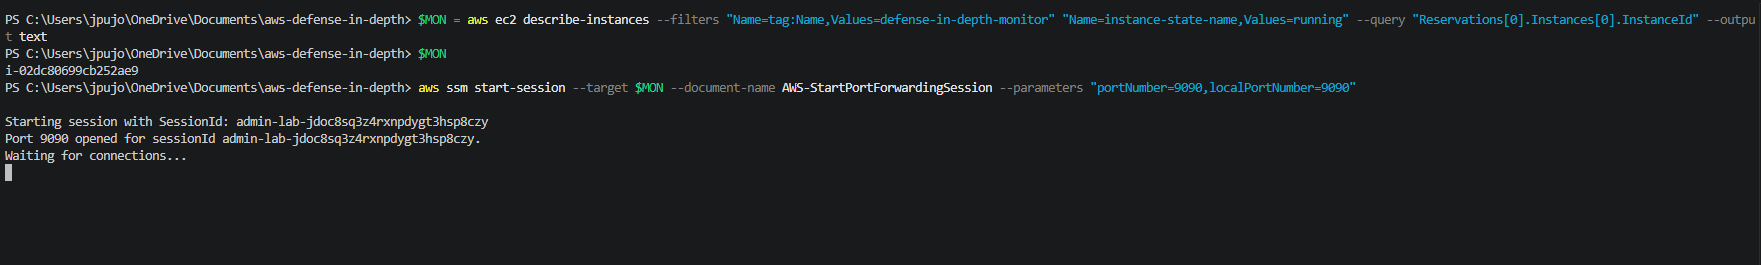 PS C:\Users\jpujo\OneDrive\Documents\aws-defense-in-depth> $MON = aws ec2 describe-instances --filters "Name=tag:Name,Values=defense-in-depth-monitor" "Name=instance-state-name,Values=running" --query "Reservations[0].Instances[0].InstanceId" --outpu
t text
PS C:\Users\jpujo\OneDrive\Documents\aws-defense-in-depth> $MON
i-02dc80699cb252ae9
PS C:\Users\jpujo\OneDrive\Documents\aws-defense-in-depth> aws ssm start-session --target $MON --document-name AWS-StartPortForwardingSession --parameters "portNumber=9090,localPortNumber=9090"
Starting session with SessionId: admin-lab-jdoc8sq3z4rxnpdygt3hsp8czy
Port 9090 opened for sessionId admin-lab-jdoc8sq3z4rxnpdygt3hsp8czy.
Waiting for connections...